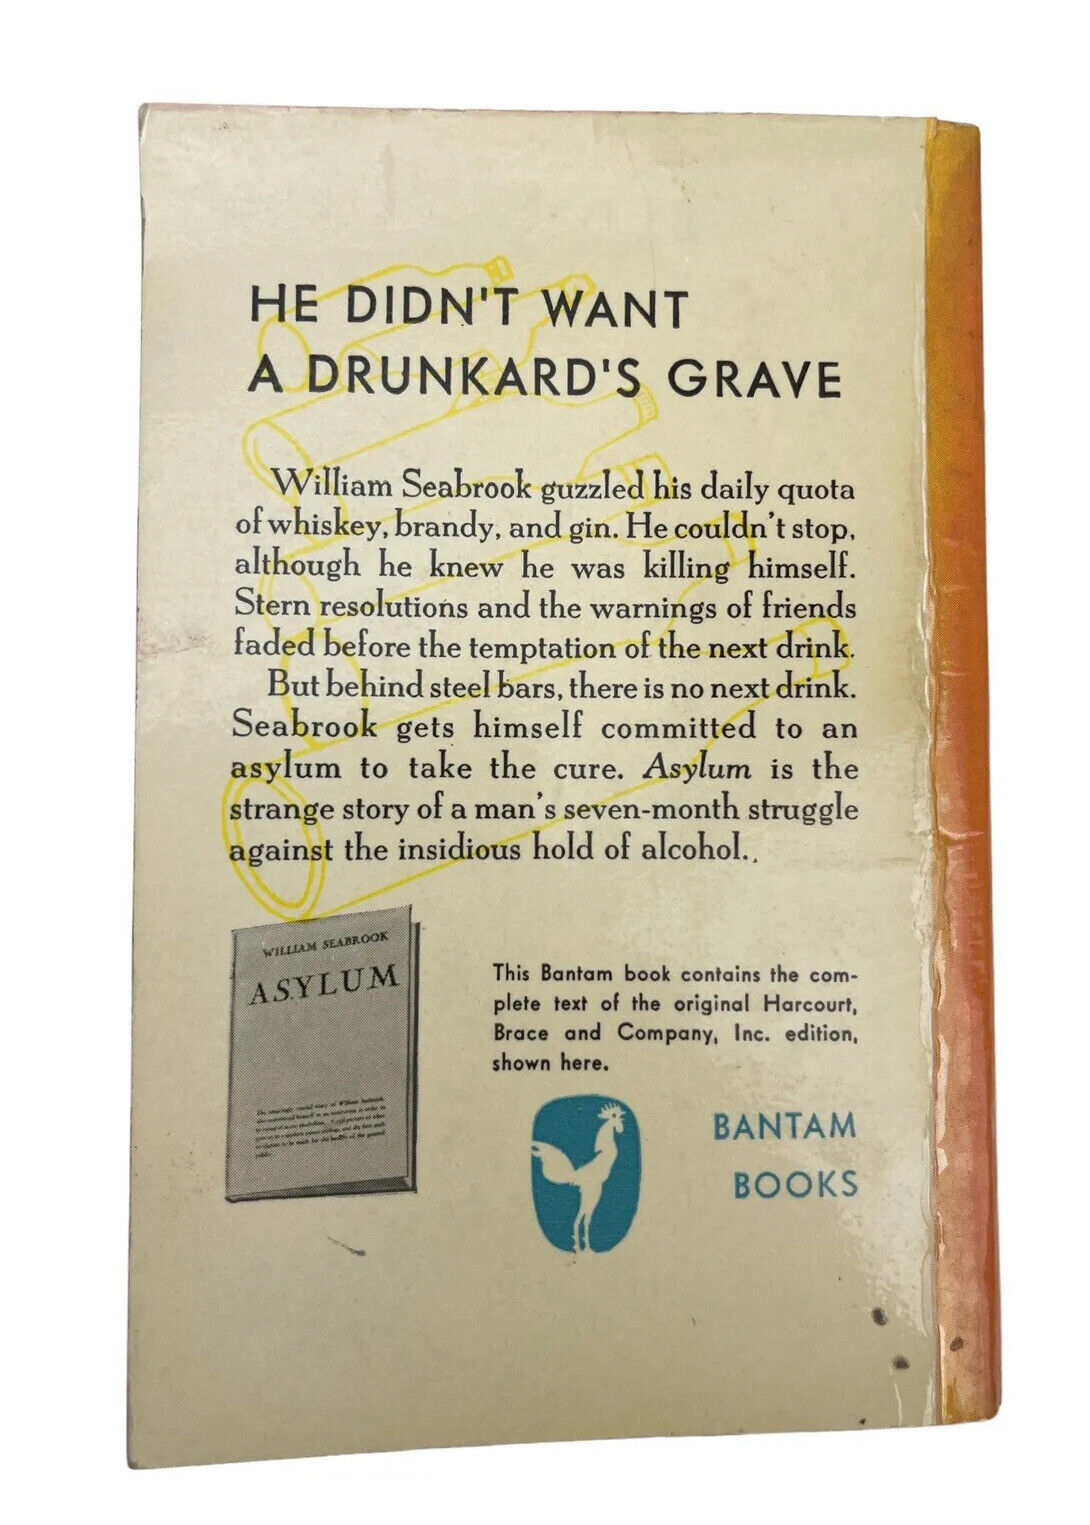 HE DIDN'T WANT
A DRUNKARD'S GRAVE
William Seabrook guzzled his daily quota
of whiskey, brandy, and gin. He couldn't stop,
although he knew he was killing himself.
Stern resolutions and the warnings of friends
faded before the temptation of the next drink.
But behind steel bars, there is no next drink.
Seabrook gets himself committed to an
asylum to take the cure. Asylum is the
strange story of a man's seven-month struggle
against the insidious hold of alcohol.
WILLIAM SEABROOK
ASYLUM
This Bantam book contains the com-
plete text of the original Harcourt,
Brace and Company, Inc. edition,
shown here.
BANTAM
BOOKS